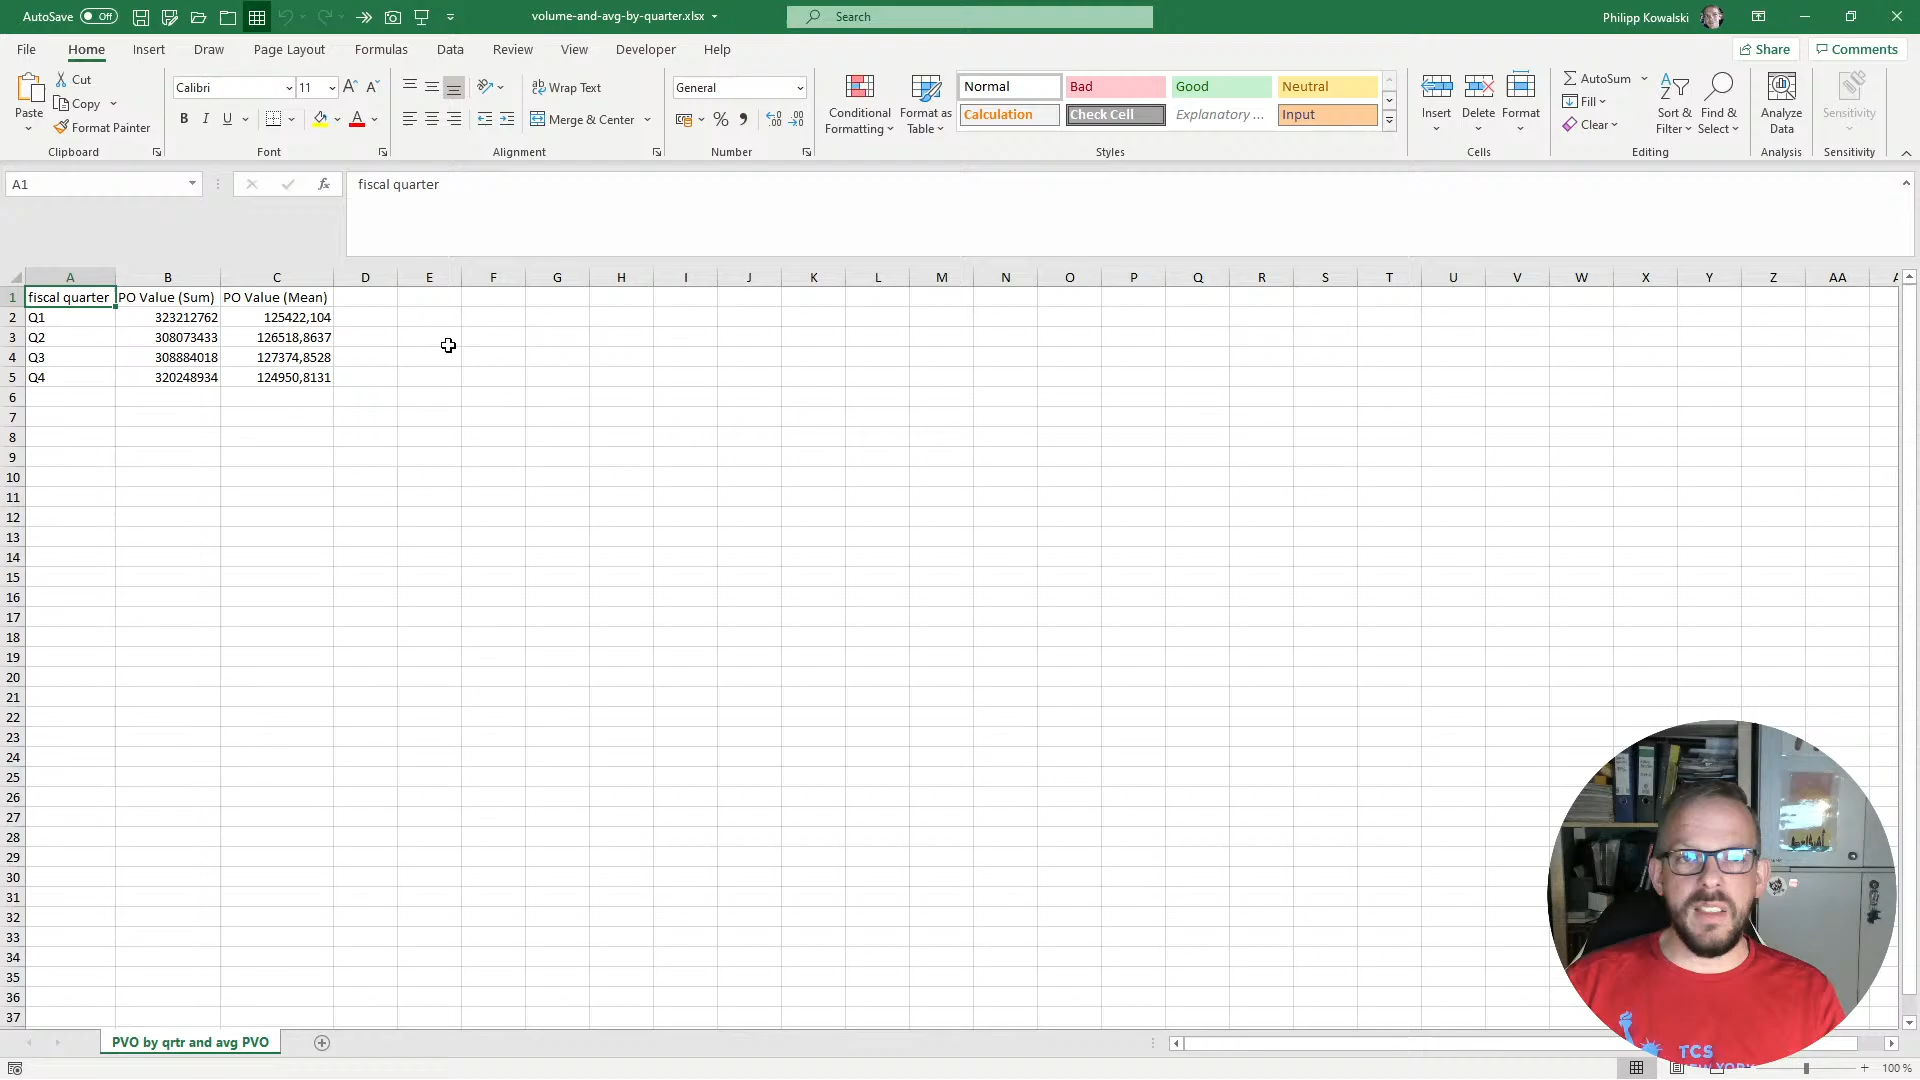 AutoSave Off volume-and-avg-by-quarter.xlsx Search Philipp Kowalski
File Home Insert Draw Page Layout Formulas Data Review View Developer Help Share Comments
Paste Cut Copy Format Painter
Calibri 11 B I U A
Wrap Text
Merge & Center
General
%
Conditional Formatting
Format as Table
Normal Bad Good Neutral
Calculation Check Cell Explanatory ... Input
Insert Delete Format
AutoSum
Fill
Clear
Sort & Filter
Find & Select
Analyze Data
Sensitivity
Clipboard Font Alignment Number Styles Cells Editing Analysis Sensitivity
A1 fx fiscal quarter
A B C D E F G H I J K L M N O P Q R S T U V W X Y Z AA
1 fiscal quarter PO Value (Sum) PO Value (Mean)
2 Q1 323212762 125422,104
3 Q2 308073433 126518,8637
4 Q3 308884018 127374,8528
5 Q4 320248934 124950,8131
6
7
8
9
10
11
12
13
14
15
16
17
18
19
20
21
22
23
24
25
26
27
28
29
30
31
32
33
34
35
36
37
PVO by qrtr and avg PVO
TCS
100 %